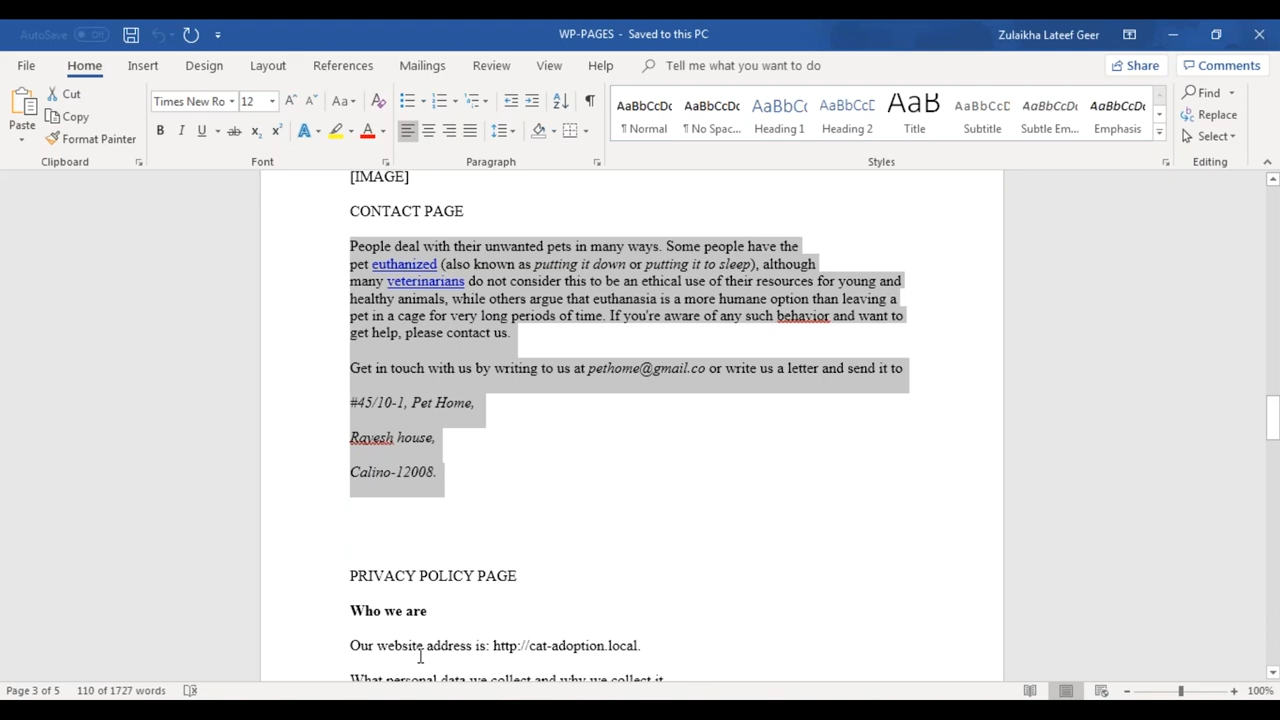 AutoSave Off WP-PAGES - Saved to this PC Zulaikha Lateef Geer
File Home Insert Design Layout References Mailings Review View Help Tell me what you want to do Share Comments
Paste Cut Copy Format Painter
Clipboard
Times New Ro 12 Aa
B I U ab x₂ x² A A
Font
Paragraph
AaBbCcDc AaBbCcDc AaBbCc AaBbCcD AaB AaBbCcD AaBbCcDc AaBbCcDc
¶ Normal ¶ No Spac... Heading 1 Heading 2 Title Subtitle Subtle Em... Emphasis
Styles
Find
Replace
Select
Editing
[IMAGE]
CONTACT PAGE
People deal with their unwanted pets in many ways. Some people have the
pet euthanized (also known as putting it down or putting it to sleep), although
many veterinarians do not consider this to be an ethical use of their resources for young and
healthy animals, while others argue that euthanasia is a more humane option than leaving a
pet in a cage for very long periods of time. If you're aware of any such behavior and want to
get help, please contact us.
Get in touch with us by writing to us at pethome@gmail.co or write us a letter and send it to
#45/10-1, Pet Home,
Rayesh house,
Calino-12008.
PRIVACY POLICY PAGE
Who we are
Our website address is: http://cat-adoption.local.
What personal data we collect and why we collect it
Page 3 of 5 110 of 1727 words 100%